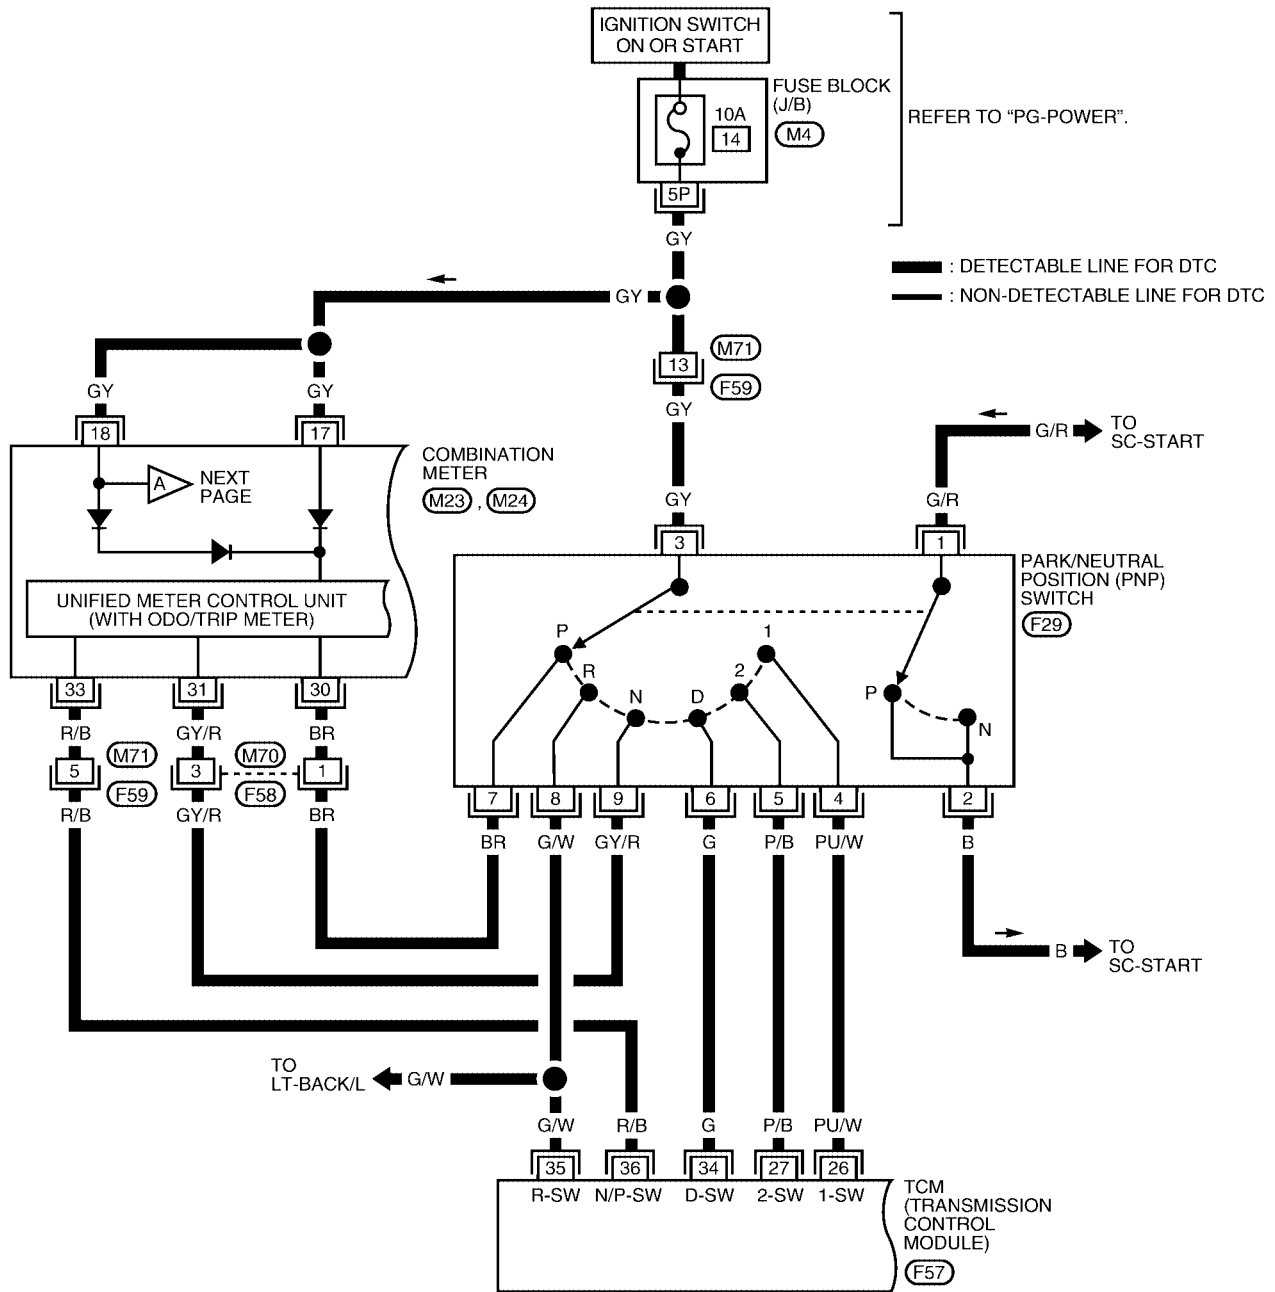 IGNITION SWITCH
ON OR START
FUSE BLOCK
(J/B)
10A
14
M4
REFER TO “PG-POWER”.
5P
GY
: DETECTABLE LINE FOR DTC
: NON-DETECTABLE LINE FOR DTC
GY
M71
13
F59
GY
GY
GY
18
17
TO
SC-START
G/R
COMBINATION
METER
M23 , M24
A
NEXT
PAGE
GY
G/R
3
1
PARK/NEUTRAL
POSITION (PNP)
SWITCH
F29
UNIFIED METER CONTROL UNIT
(WITH ODO/TRIP METER)
P
R
N
D
2
1
P
N
33
31
30
R/B
GY/R
BR
M71
M70
5
3
1
F59
F58
R/B
GY/R
BR
7
8
9
6
5
4
2
BR
G/W
GY/R
G
P/B
PU/W
B
B
TO
SC-START
TO
LT-BACK/L
G/W
G/W
R/B
G
P/B
PU/W
35
36
34
27
26
R-SW
N/P-SW
D-SW
2-SW
1-SW
TCM
(TRANSMISSION
CONTROL
MODULE)
F57